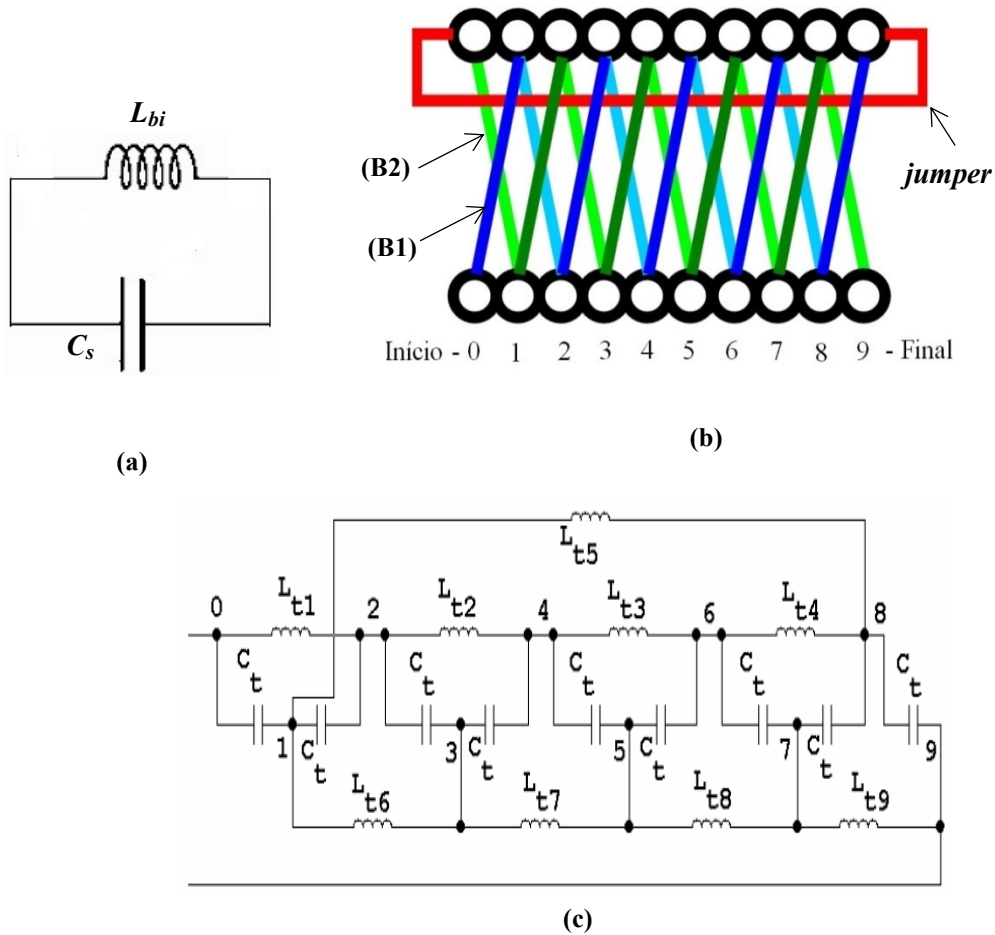 L_bi
C_s
(a)
(B2)
(B1)
jumper
Início - 0 1 2 3 4 5 6 7 8 9 - Final
(b)
L_t5
0 L_t1 2 L_t2 4 L_t3 6 L_t4 8
C_t C_t C_t C_t C_t
1 C_t 3 C_t 5 C_t 7 C_t 9
L_t6 L_t7 L_t8 L_t9
(c)